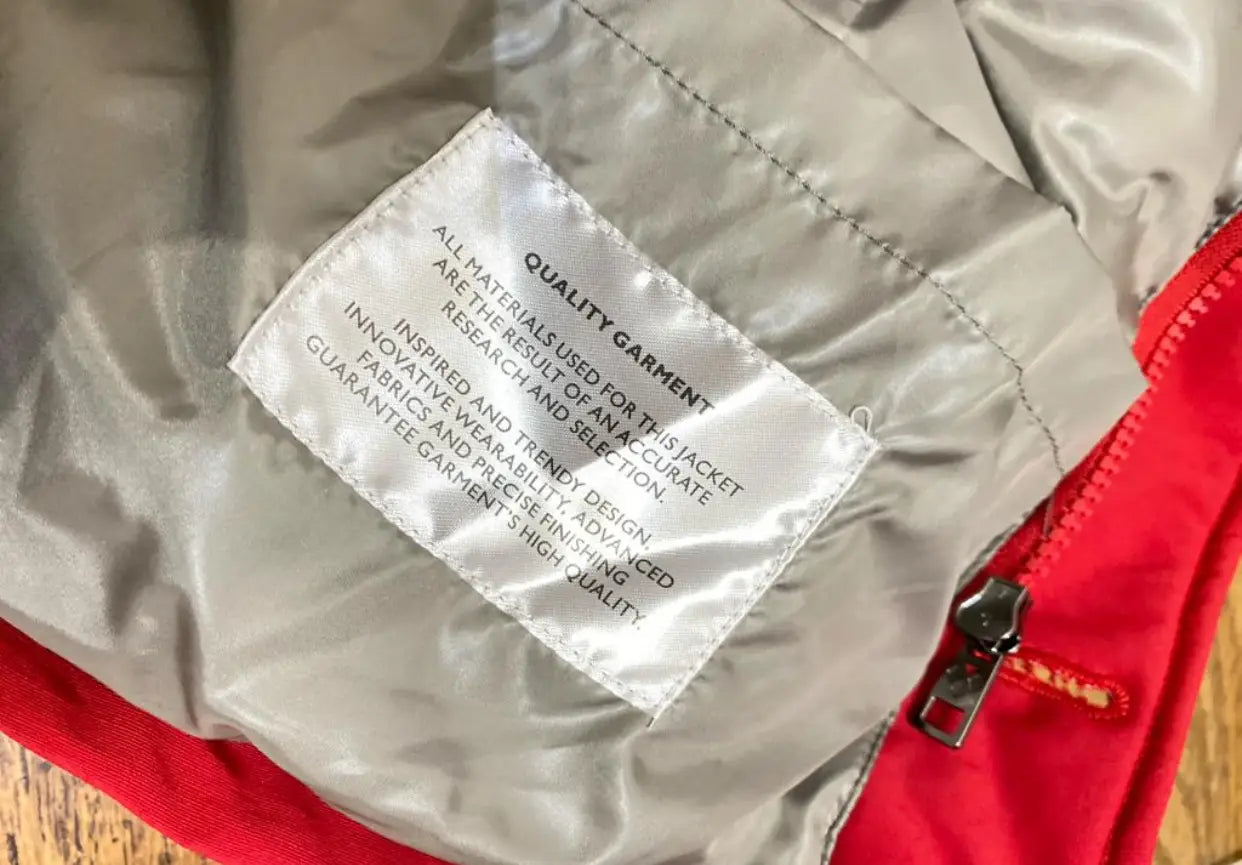 QUALITY GARMENT
ALL MATERIALS USED FOR THIS JACKET
ARE THE RESULT OF AN ACCURATE
RESEARCH AND SELECTION.
INSPIRED AND TRENDY DESIGN,
INNOVATIVE WEARABILITY, ADVANCED
FABRICS AND PRECISE FINISHING
GUARANTEE GARMENT'S HIGH QUALITY.